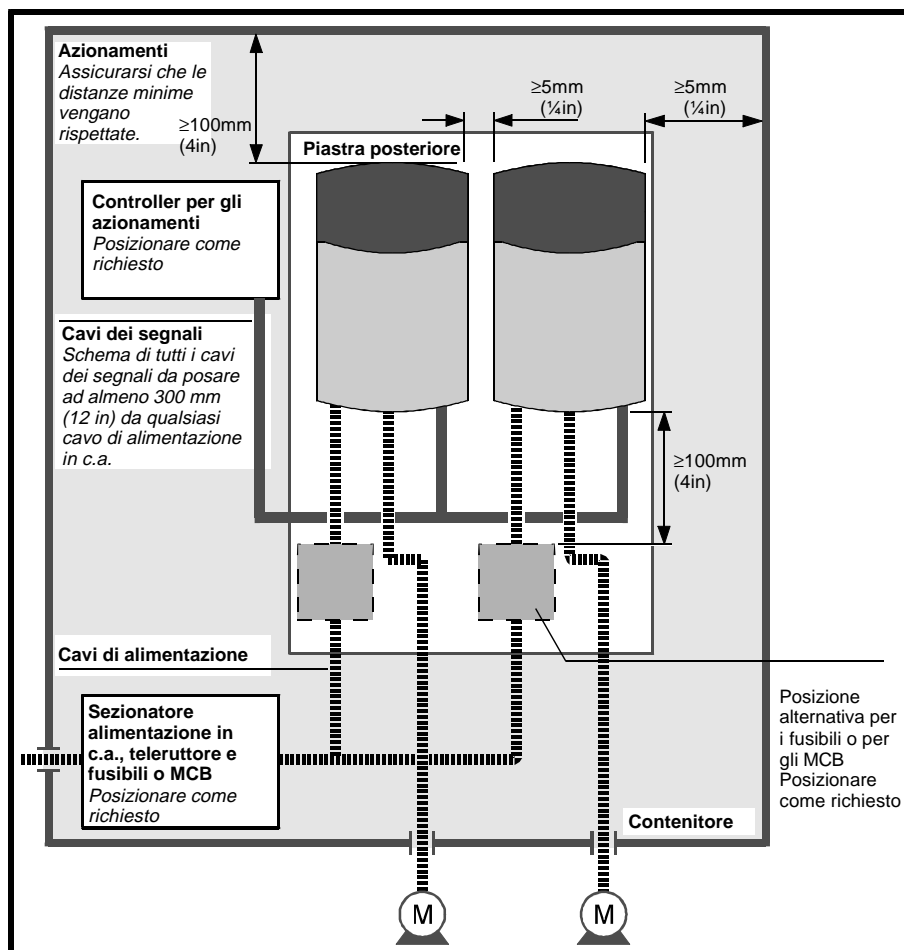 Azionamenti
Assicurarsi che le
distanze minime
vengano
rispettate.
≥100mm
(4in)
≥5mm
(¼in)
≥5mm
(¼in)
Piastra posteriore
Controller per gli
azionamenti
Posizionare come
richiesto
Cavi dei segnali
Schema di tutti i cavi
dei segnali da posare
ad almeno 300 mm
(12 in) da qualsiasi
cavo di alimentazione
in c.a.
≥100mm
(4in)
Cavi di alimentazione
Sezionatore
alimentazione in
c.a., teleruttore e
fusibili o MCB
Posizionare come
richiesto
Posizione
alternativa per
i fusibili o per
gli MCB
Posizionare
come richiesto
Contenitore
M
M